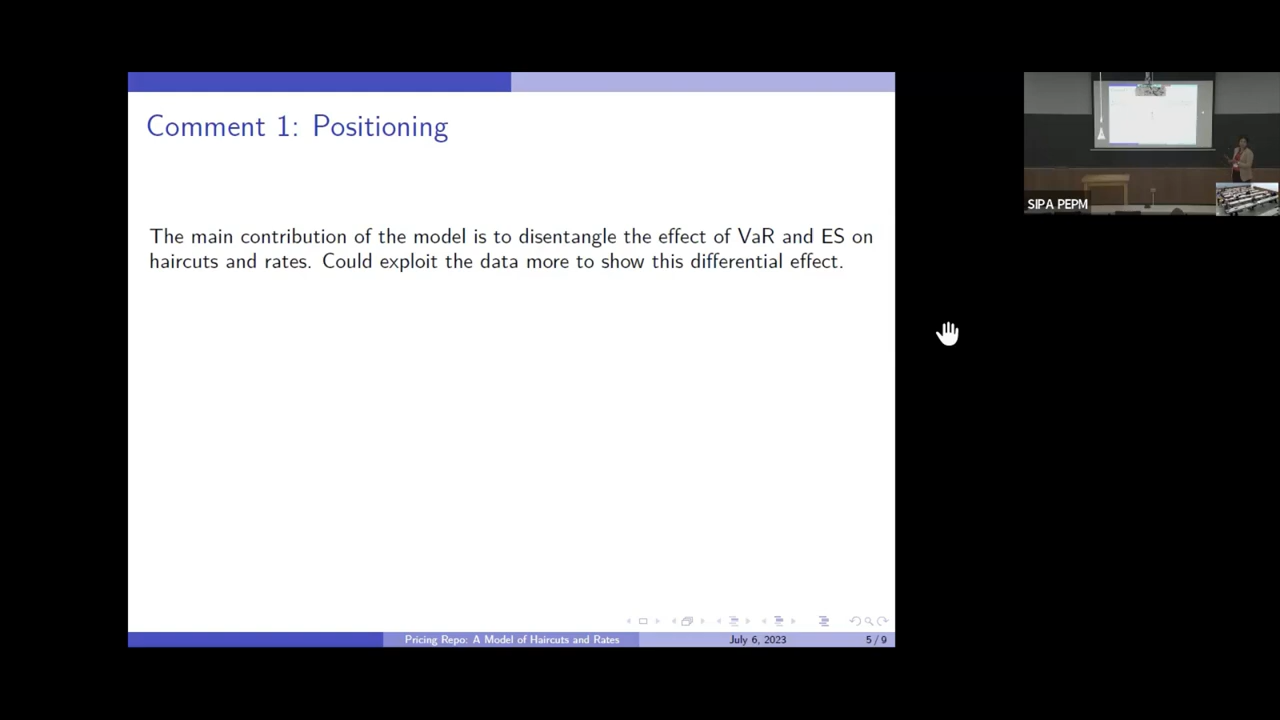 Comment 1: Positioning
The main contribution of the model is to disentangle the effect of VaR and ES on
haircuts and rates. Could exploit the data more to show this differential effect.
Pricing Repo: A Model of Haircuts and Rates
July 6, 2023
5 / 9
SIPA PEPM